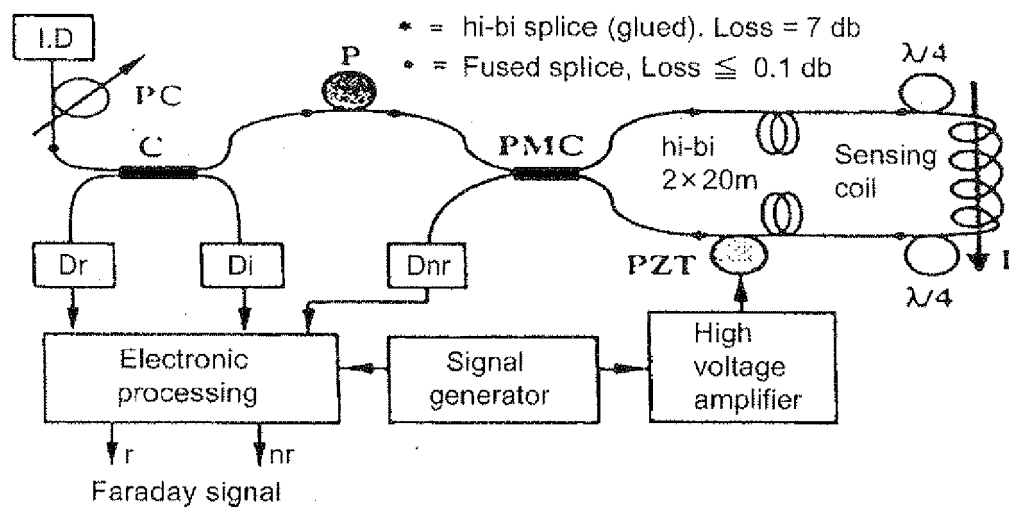 I.D
* = hi-bi splice (glued). Loss = 7 db
• = Fused splice, Loss ≦ 0.1 db
PC
P
λ/4
C
PMC
hi-bi
2×20m
Sensing
coil
Dr
Di
Dnr
PZT
I
λ/4
Electronic
processing
Signal
generator
High
voltage
amplifier
r
nr
Faraday signal